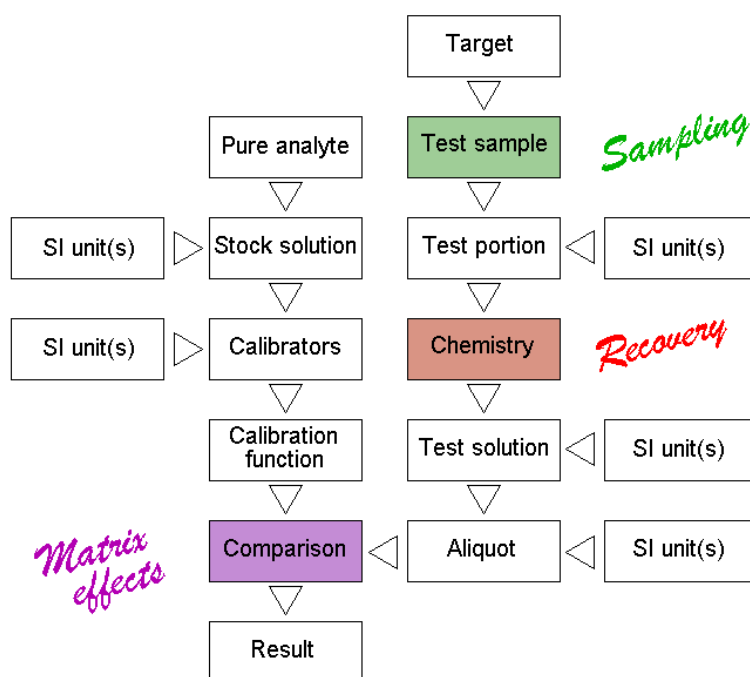 Target
Pure analyte
Test sample
Sampling
SI unit(s)
Stock solution
Test portion
SI unit(s)
SI unit(s)
Calibrators
Chemistry
Recovery
Calibration
function
Test solution
SI unit(s)
Matrix
effects
Comparison
Aliquot
SI unit(s)
Result